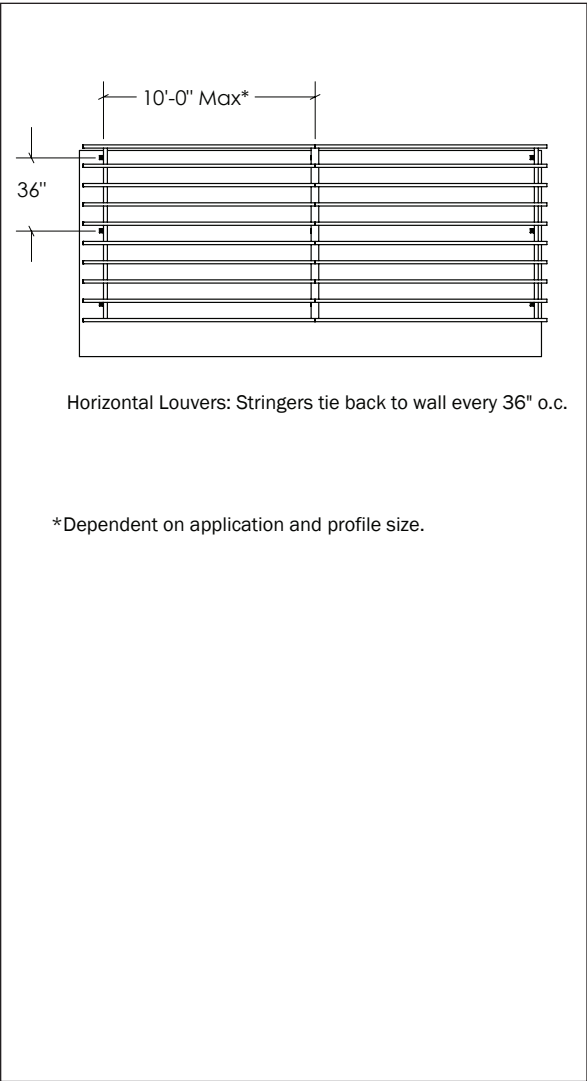 10'-0" Max*
36"
Horizontal Louvers: Stringers tie back to wall every 36" o.c.
*Dependent on application and profile size.